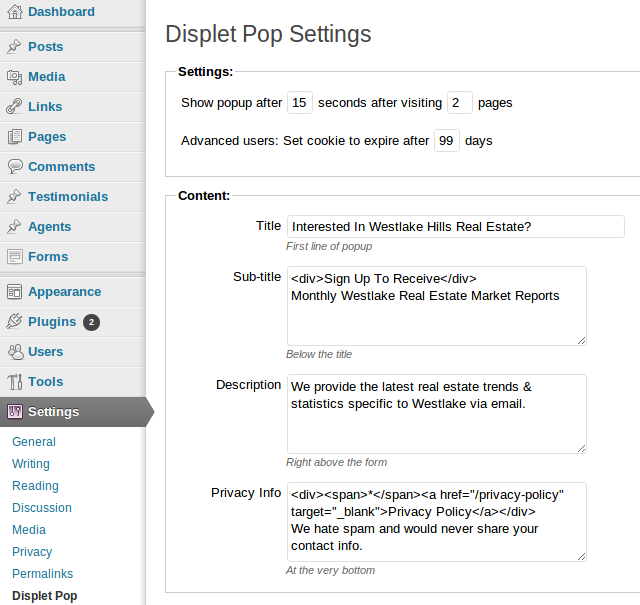 Dashboard
Posts
Media
Links
Pages
Comments
Testimonials
Agents
Forms
Appearance
Plugins 2
Users
Tools
Settings
General
Writing
Reading
Discussion
Media
Privacy
Permalinks
Displet Pop
Displet Pop Settings
Settings:
Show popup after 15 seconds after visiting 2 pages
Advanced users: Set cookie to expire after 99 days
Content:
Title Interested In Westlake Hills Real Estate?
First line of popup
Sub-title <div>Sign Up To Receive</div>
Monthly Westlake Real Estate Market Reports
Below the title
Description We provide the latest real estate trends &
statistics specific to Westlake via email.
Right above the form
Privacy Info <div><span>*</span><a href="/privacy-policy"
target="_blank">Privacy Policy</a></div>
We hate spam and would never share your
contact info.
At the very bottom